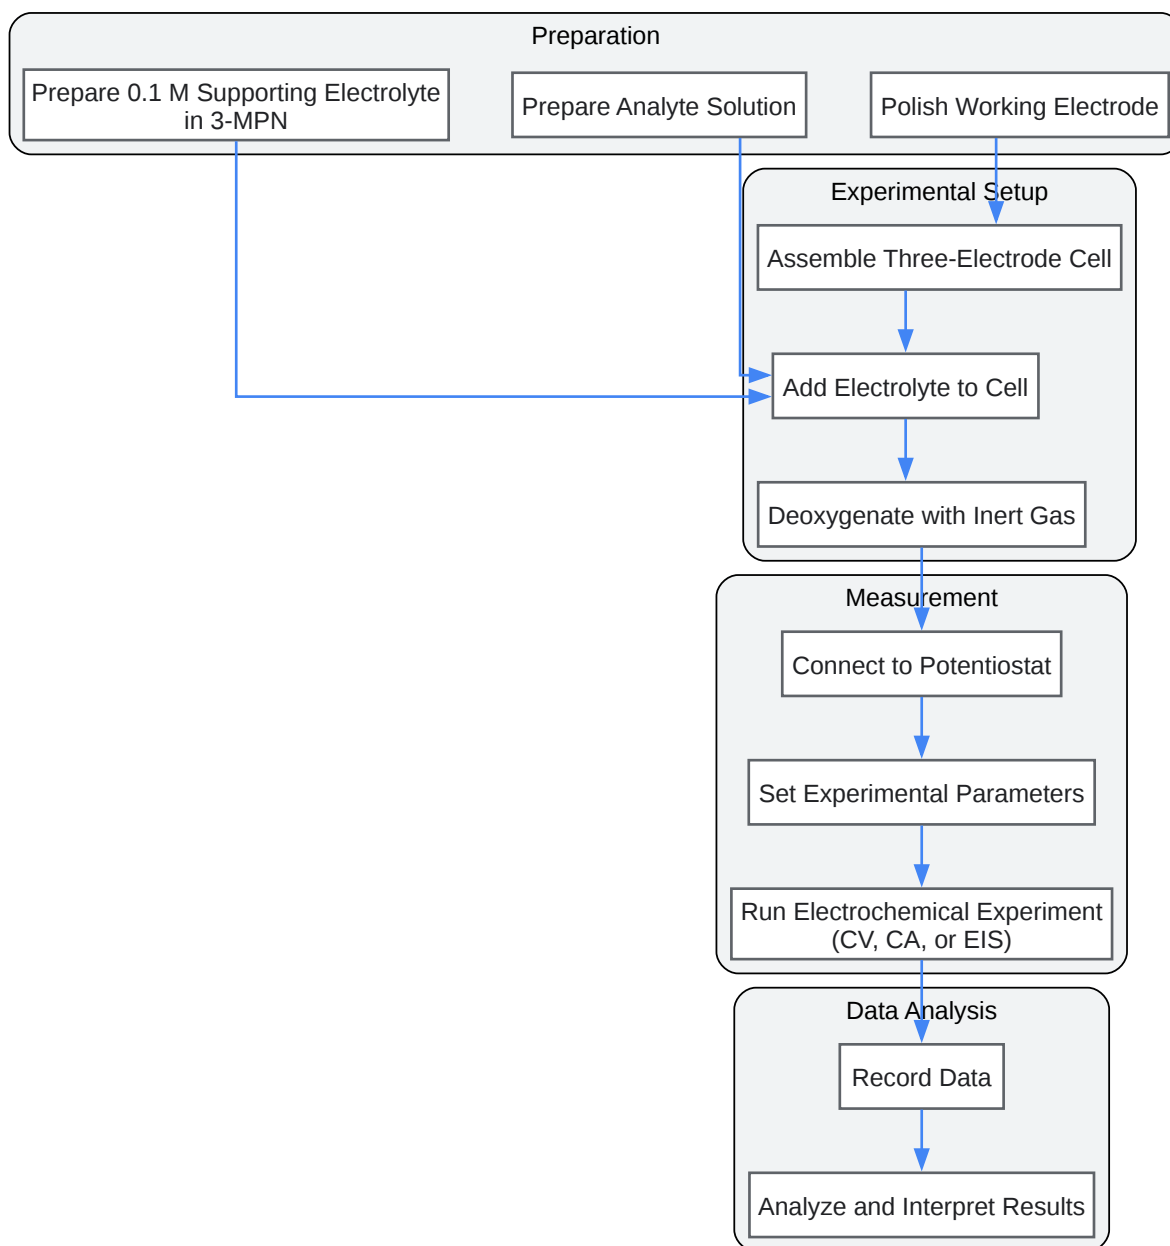 Preparation
Prepare 0.1 M Supporting Electrolyte
in 3-MPN
Prepare Analyte Solution
Polish Working Electrode
Experimental Setup
Assemble Three-Electrode Cell
Add Electrolyte to Cell
Deoxygenate with Inert Gas
Measurement
Connect to Potentiostat
Set Experimental Parameters
Run Electrochemical Experiment
(CV, CA, or EIS)
Data Analysis
Record Data
Analyze and Interpret Results